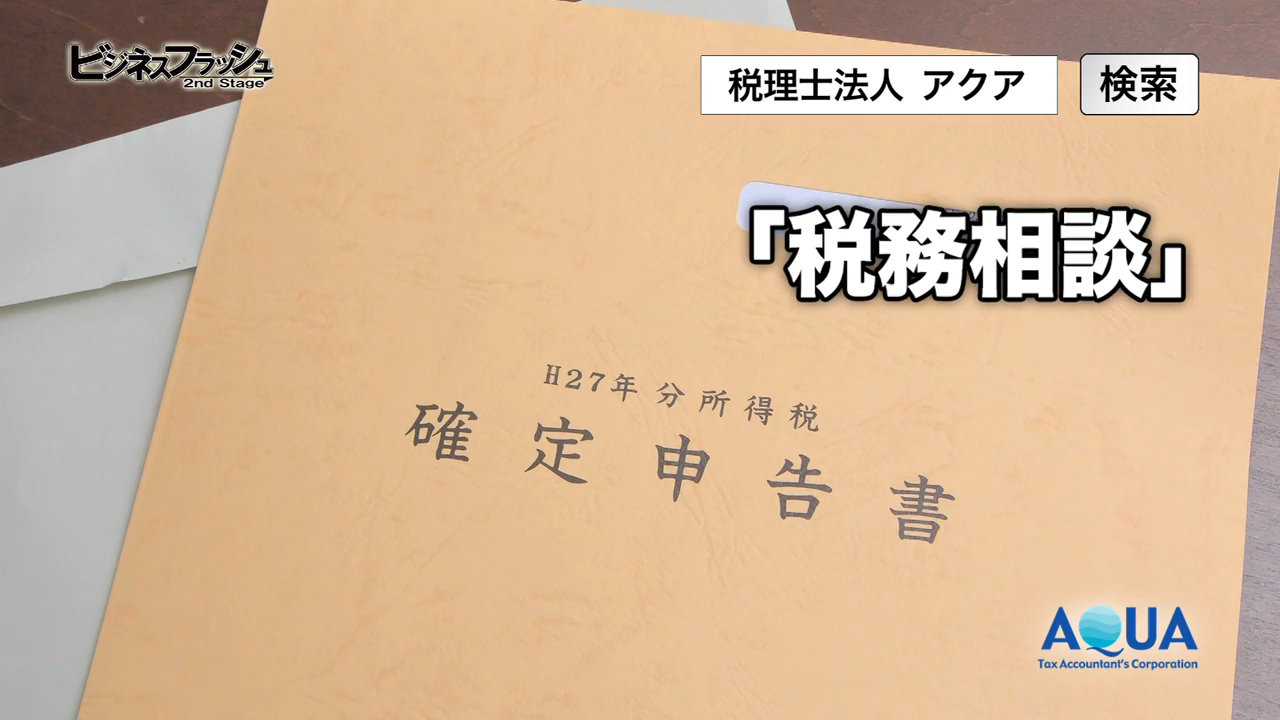 ビジネスフラッシュ
2nd Stage
税理士法人 アクア
検索
「税務相談」
H27年分所得税
確定申告書
AQUA
Tax Accountant's Corporation